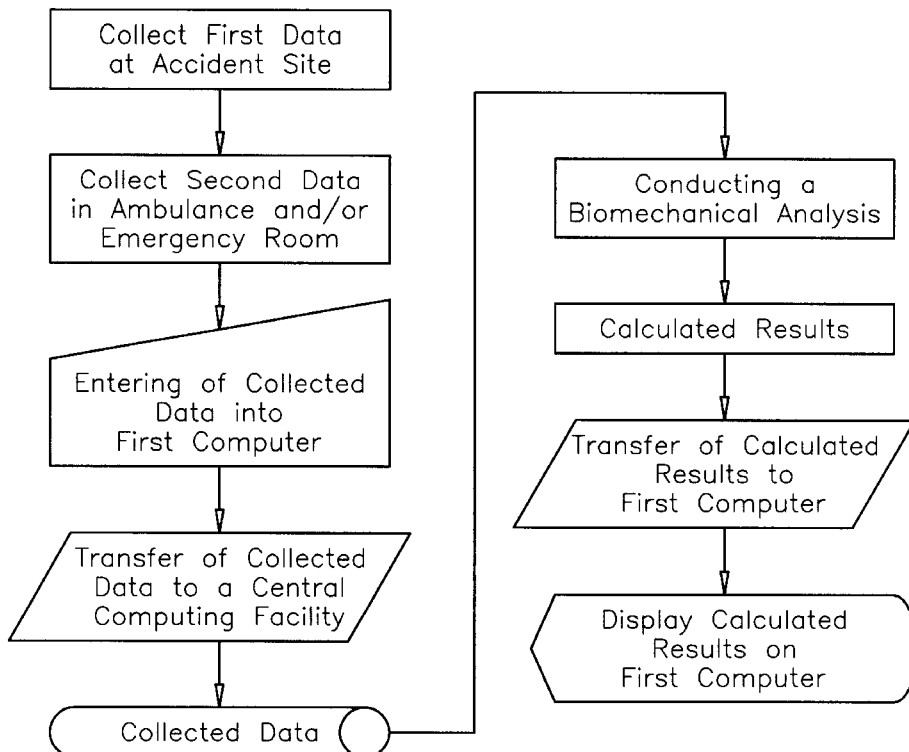 Collect First Data
at Accident Site
Collect Second Data
in Ambulance and/or
Emergency Room
Entering of Collected
Data into
First Computer
Transfer of Collected
Data to a Central
Computing Facility
Collected Data
Conducting a
Biomechanical Analysis
Calculated Results
Transfer of Calculated
Results to
First Computer
Display Calculated
Results on
First Computer